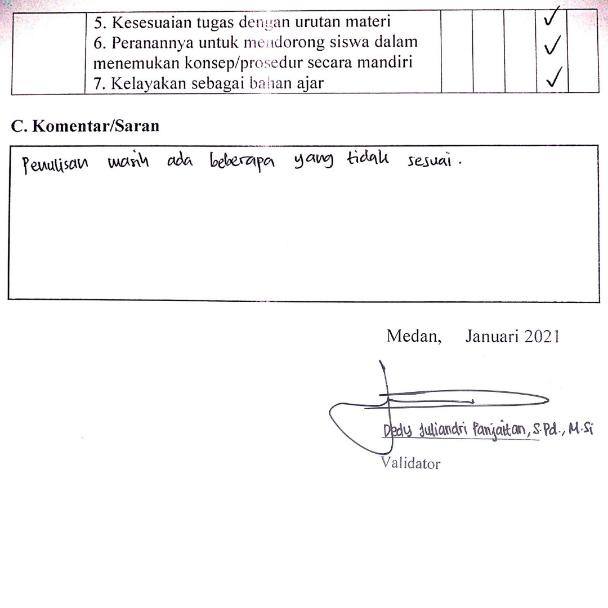 5. Kesesuaian tugas dengan urutan materi ✓
6. Peranannya untuk mendorong siswa dalam ✓
menemukan konsep/prosedur secara mandiri
7. Kelayakan sebagai bahan ajar ✓
C. Komentar/Saran
Penulisan masih ada beberapa yang tidak sesuai.
Medan, Januari 2021
Dedy Juliandri Panjaitan, S.Pd., M.Si
Validator